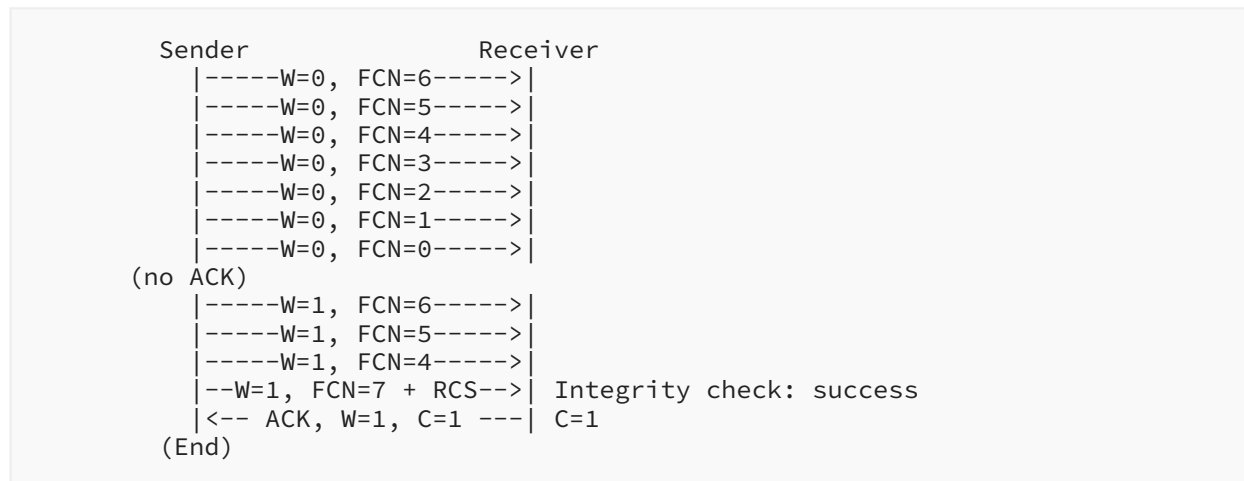 Sender                Receiver
|-----W=0, FCN=6----->|
|-----W=0, FCN=5----->|
|-----W=0, FCN=4----->|
|-----W=0, FCN=3----->|
|-----W=0, FCN=2----->|
|-----W=0, FCN=1----->|
|-----W=0, FCN=0----->|
(no ACK)
|-----W=1, FCN=6----->|
|-----W=1, FCN=5----->|
|-----W=1, FCN=4----->|
|--W=1, FCN=7 + RCS-->| Integrity check: success
|<-- ACK, W=1, C=1 ---| C=1
(End)